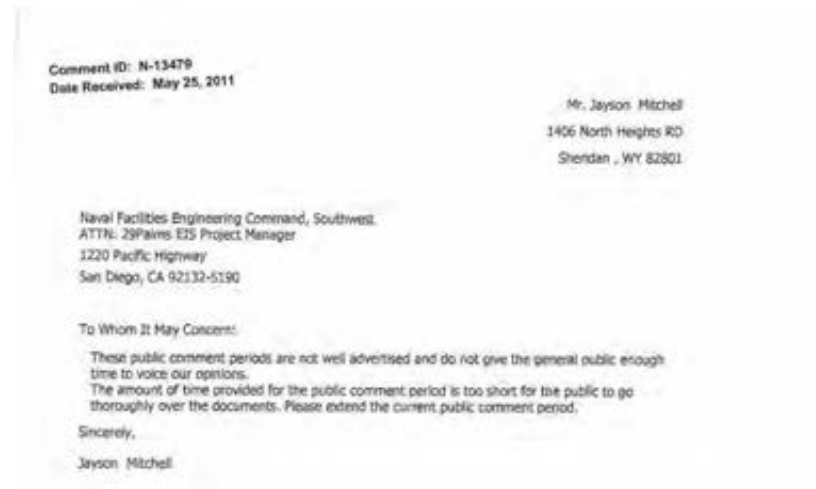 Comment ID: N-13479
Date Received: May 25, 2011
Mr. Jayson Mitchell
1406 North Heights RD
Sheridan , WY 82801
Naval Facilities Engineering Command, Southwest
ATTN: 29Palms EIS Project Manager
1220 Pacific Highway
San Diego, CA 92132-5190
To Whom It May Concern:
These public comment periods are not well advertised and do not give the general public enough
time to voice our opinions.
The amount of time provided for the public comment period is too short for the public to go
thoroughly over the documents. Please extend the current public comment period.
Sincerely,
Jayson Mitchell